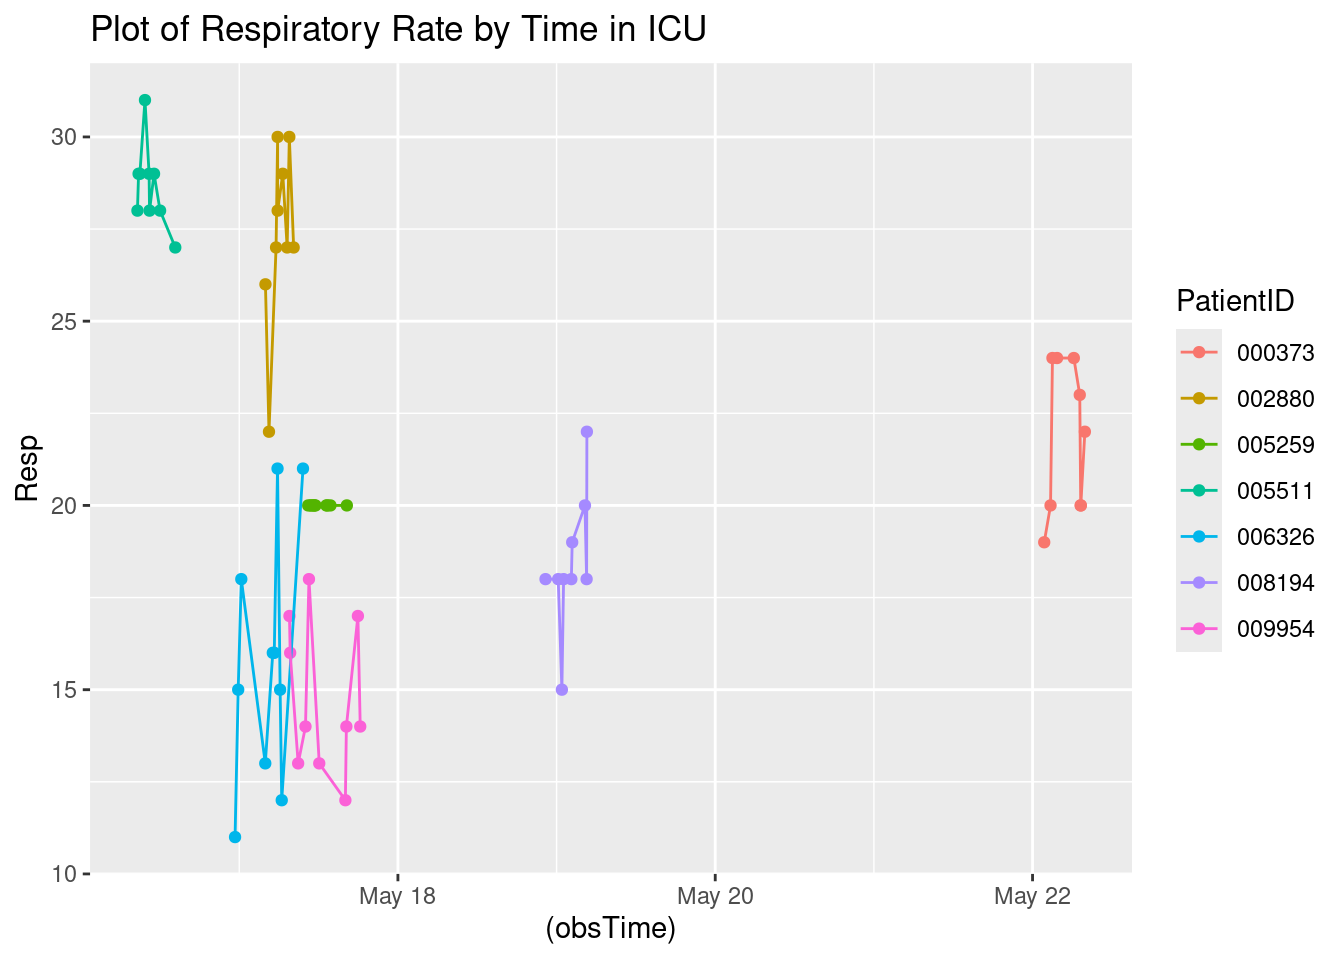 Plot of Respiratory Rate by Time in ICU
30
25
20
15
10
Resp
May 18
May 20
May 22
(obsTime)
PatientID
000373
002880
005259
005511
006326
008194
009954